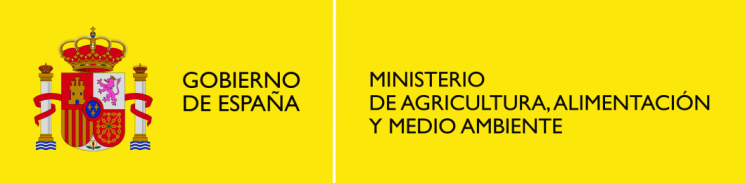 GOBIERNO
DE ESPAÑA
MINISTERIO
DE AGRICULTURA, ALIMENTACIÓN
Y MEDIO AMBIENTE